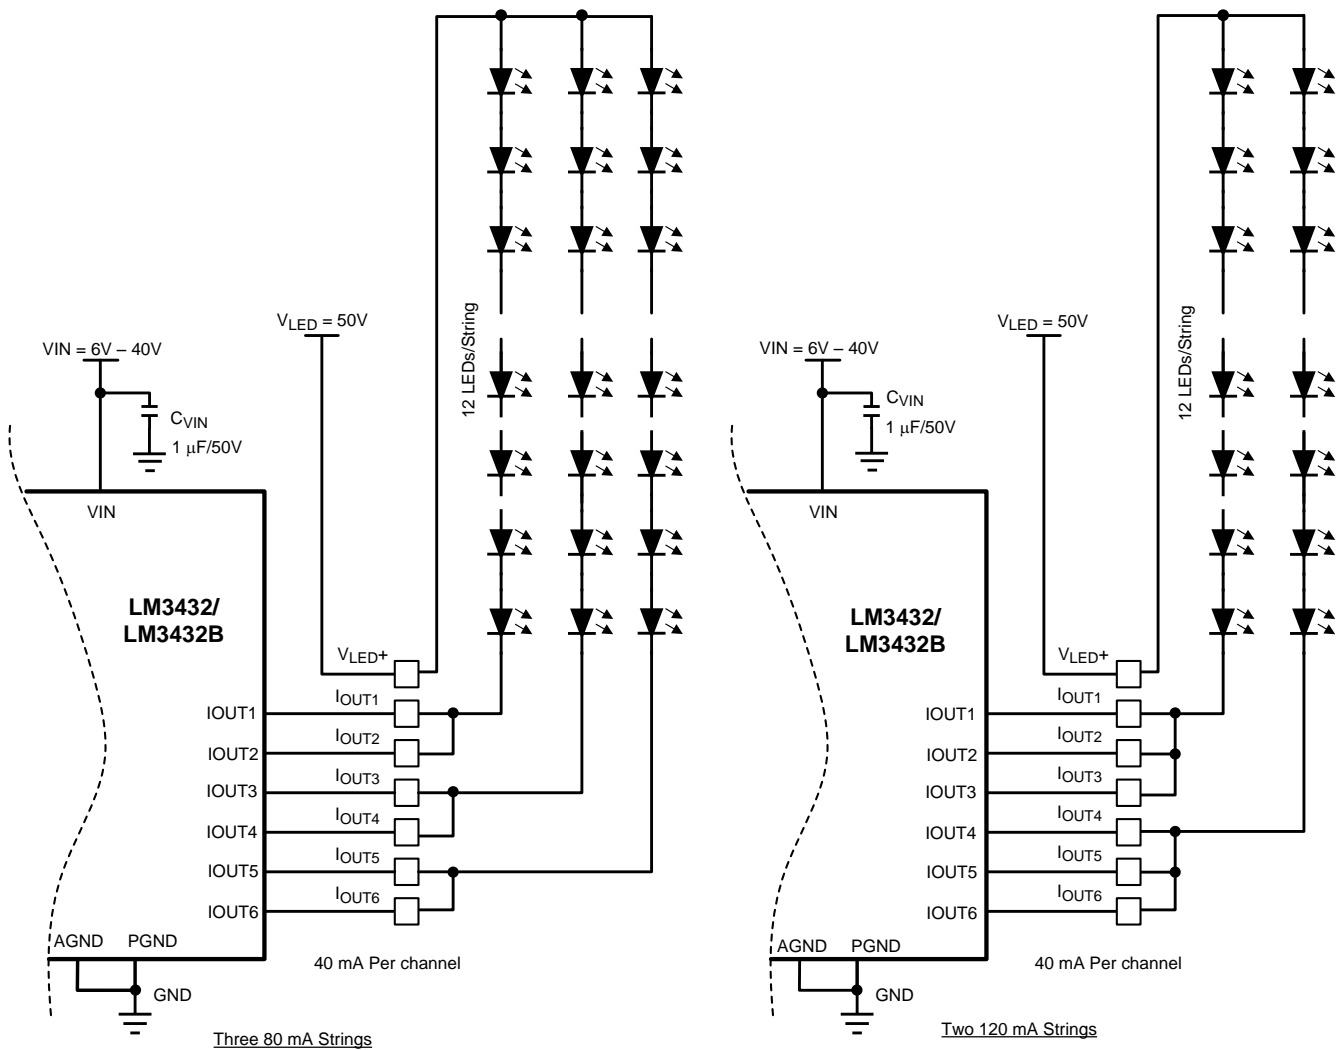 V_LED = 50V
VIN = 6V – 40V
12 LEDs/String
C_VIN
1 µF/50V
VIN
LM3432/
LM3432B
V_LED+
I_OUT1
IOUT1
I_OUT2
IOUT2
I_OUT3
IOUT3
I_OUT4
IOUT4
I_OUT5
IOUT5
I_OUT6
IOUT6
AGND PGND
40 mA Per channel
GND
Three 80 mA Strings
V_LED = 50V
VIN = 6V – 40V
12 LEDs/String
C_VIN
1 µF/50V
VIN
LM3432/
LM3432B
V_LED+
I_OUT1
IOUT1
I_OUT2
IOUT2
I_OUT3
IOUT3
I_OUT4
IOUT4
I_OUT5
IOUT5
I_OUT6
IOUT6
AGND PGND
40 mA Per channel
GND
Two 120 mA Strings